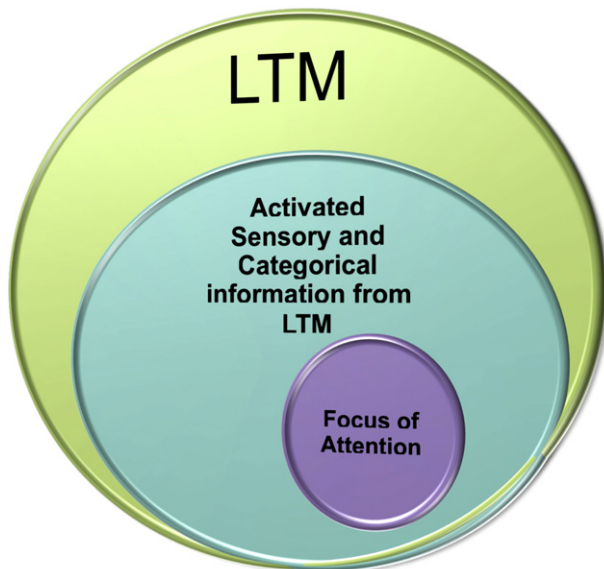 LTM
Activated
Sensory and
Categorical
information from
LTM
Focus of
Attention